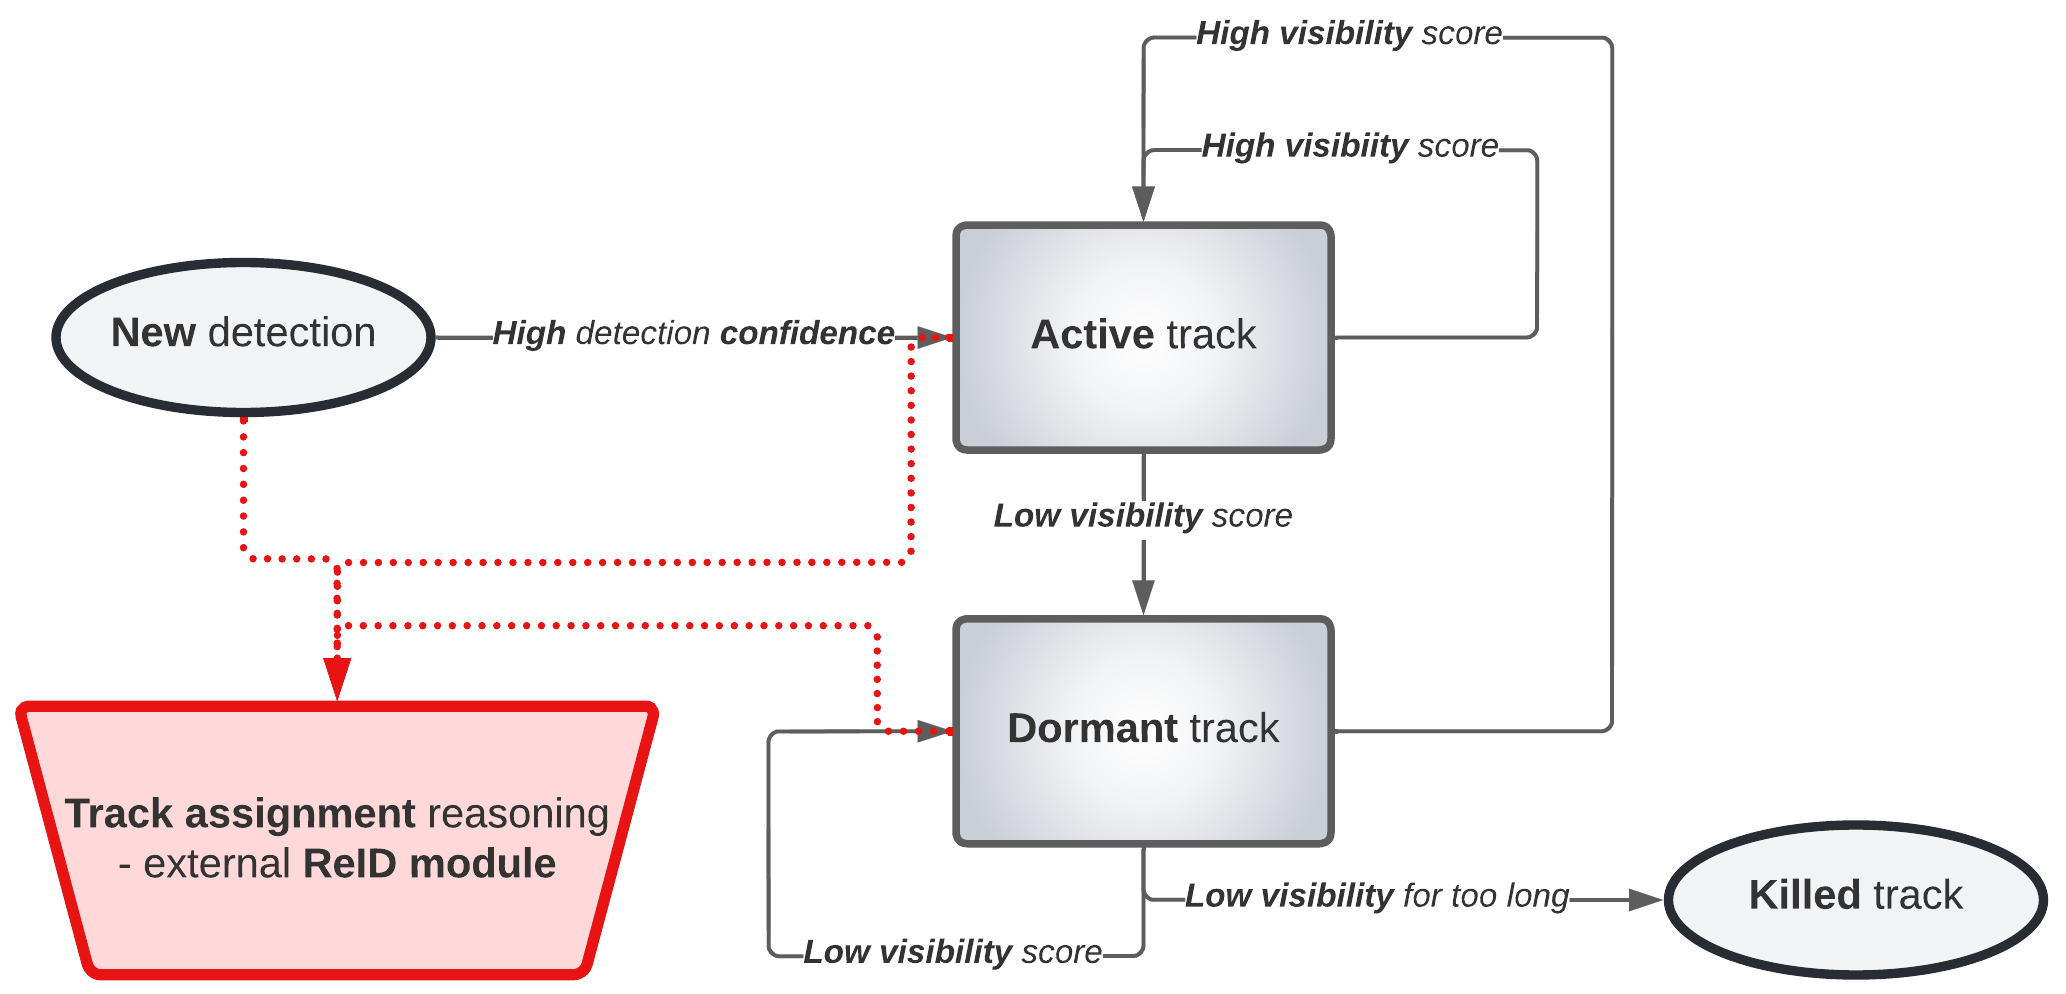 High visibility score
High visibiity score
New detection
High detection confidence
Active track
Low visibility score
Dormant track
Track assignment reasoning
- external ReID module
Low visibility for too long
Killed track
Low visibility score